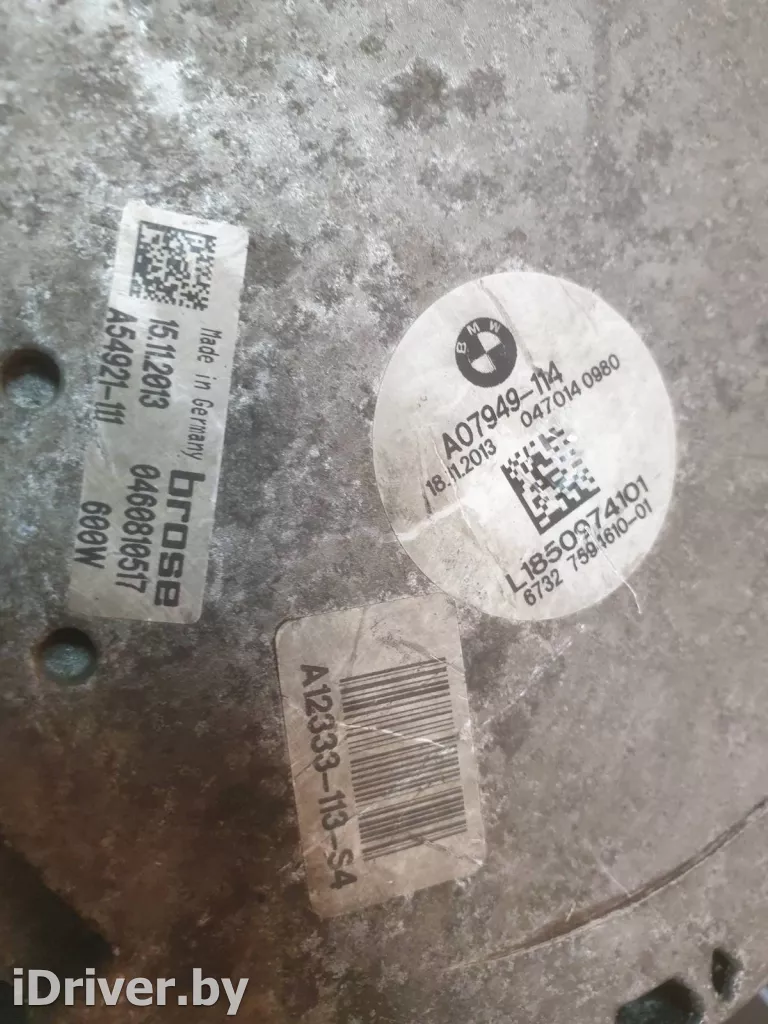 Made in Germany
15.11.2013
A54921-111
brose
0460810517
600W
BMW
A07949-114
18.11.2013 047014 0980
L1850974101
6732 7591610-01
A12333-113-S4
iDriver.by